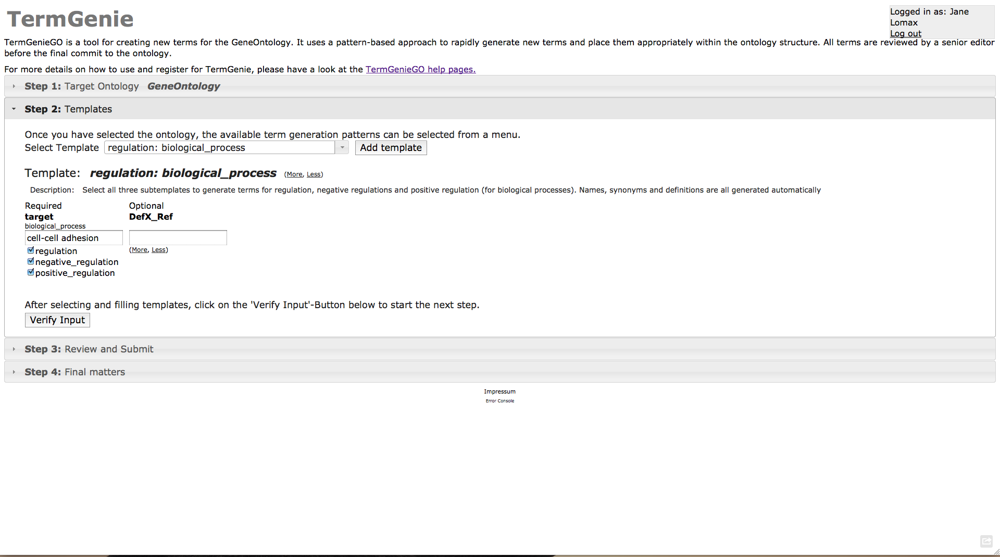 TermGenie
Logged in as: Jane
Lomax
Log out
TermGenieGO is a tool for creating new terms for the GeneOntology. It uses a pattern-based approach to rapidly generate new terms and place them appropriately within the ontology structure. All terms are reviewed by a senior editor
before the final commit to the ontology.
For more details on how to use and register for TermGenie, please have a look at the TermGenieGO help pages.
Step 1: Target Ontology GeneOntology
Step 2: Templates
Once you have selected the ontology, the available term generation patterns can be selected from a menu.
Select Template regulation: biological_process Add template
Template: regulation: biological_process (More, Less)
Description: Select all three subtemplates to generate terms for regulation, negative regulations and positive regulation (for biological processes). Names, synonyms and definitions are all generated automatically
Required Optional
target DefX_Ref
biological_process
cell-cell adhesion
regulation (More, Less)
negative_regulation
positive_regulation
After selecting and filling templates, click on the 'Verify Input'-Button below to start the next step.
Verify Input
Step 3: Review and Submit
Step 4: Final matters
Impressum
Error Console